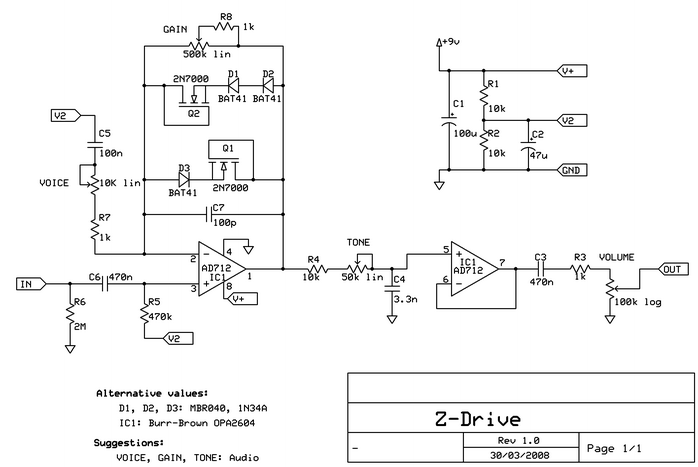 R8
GAIN
1k
500k lin
2N7000
D1
D2
BAT41
BAT41
Q2
V2
C5
100n
VOICE
10K lin
Q1
D3
BAT41
2N7000
R7
1k
C7
100p
+9v
V+
R1
10k
C1
100u
V2
R2
10k
C2
47u
GND
2
-
4
AD712
IC1
1
3
+
8
V+
IN
C6
470n
R6
2M
R5
470k
V2
R4
10k
TONE
50k lin
C4
3.3n
5
+
IC1
AD712
7
6
-
C3
470n
R3
1k
VOLUME
OUT
100k log
Alternative values:
D1, D2, D3: MBR040, 1N34A
IC1: Burr-Brown OPA2604
Suggestions:
VOICE, GAIN, TONE: Audio
Z-Drive
-
Rev 1.0
30/03/2008
Page 1/1